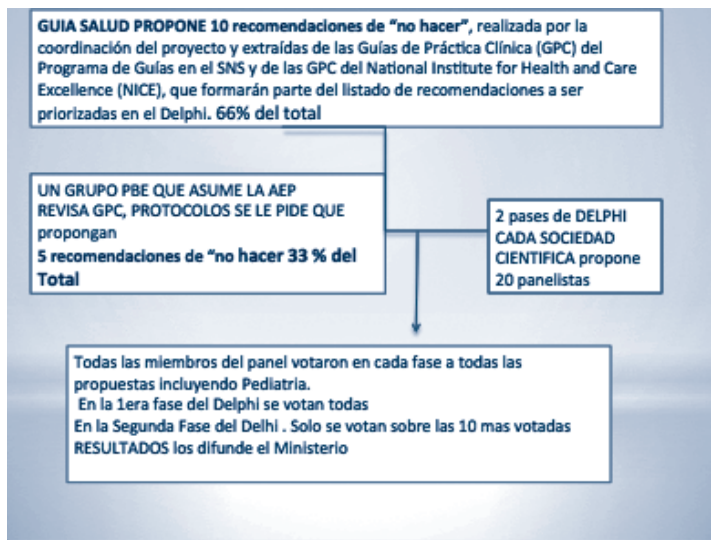 GUIA SALUD PROPONE 10 recomendaciones de “no hacer”, realizada por la
coordinación del proyecto y extraídas de las Guías de Práctica Clínica (GPC) del
Programa de Guías en el SNS y de las GPC del National Institute for Health and Care
Excellence (NICE), que formarán parte del listado de recomendaciones a ser
priorizadas en el Delphi. 66% del total
UN GRUPO PBE QUE ASUME LA AEP
REVISA GPC, PROTOCOLOS SE LE PIDE QUE
propongan
5 recomendaciones de “no hacer 33 % del
Total
2 pases de DELPHI
CADA SOCIEDAD
CIENTIFICA propone
20 panelistas
Todas las miembros del panel votaron en cada fase a todas las
propuestas incluyendo Pediatria.
En la 1era fase del Delphi se votan todas
En la Segunda Fase del Delhi . Solo se votan sobre las 10 mas votadas
RESULTADOS los difunde el Ministerio